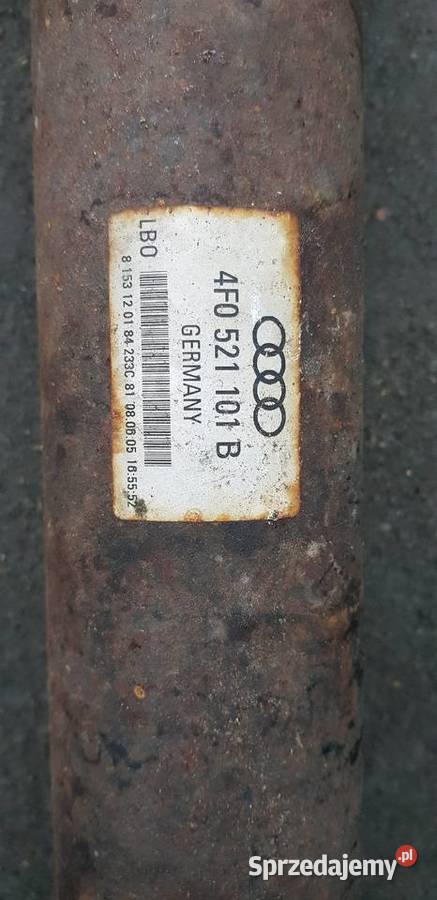 4F0 521 101 B
GERMANY
LBO
8 153 12 01 84 233C 81 08.06.05 16:55:52
Sprzedajemy.pl